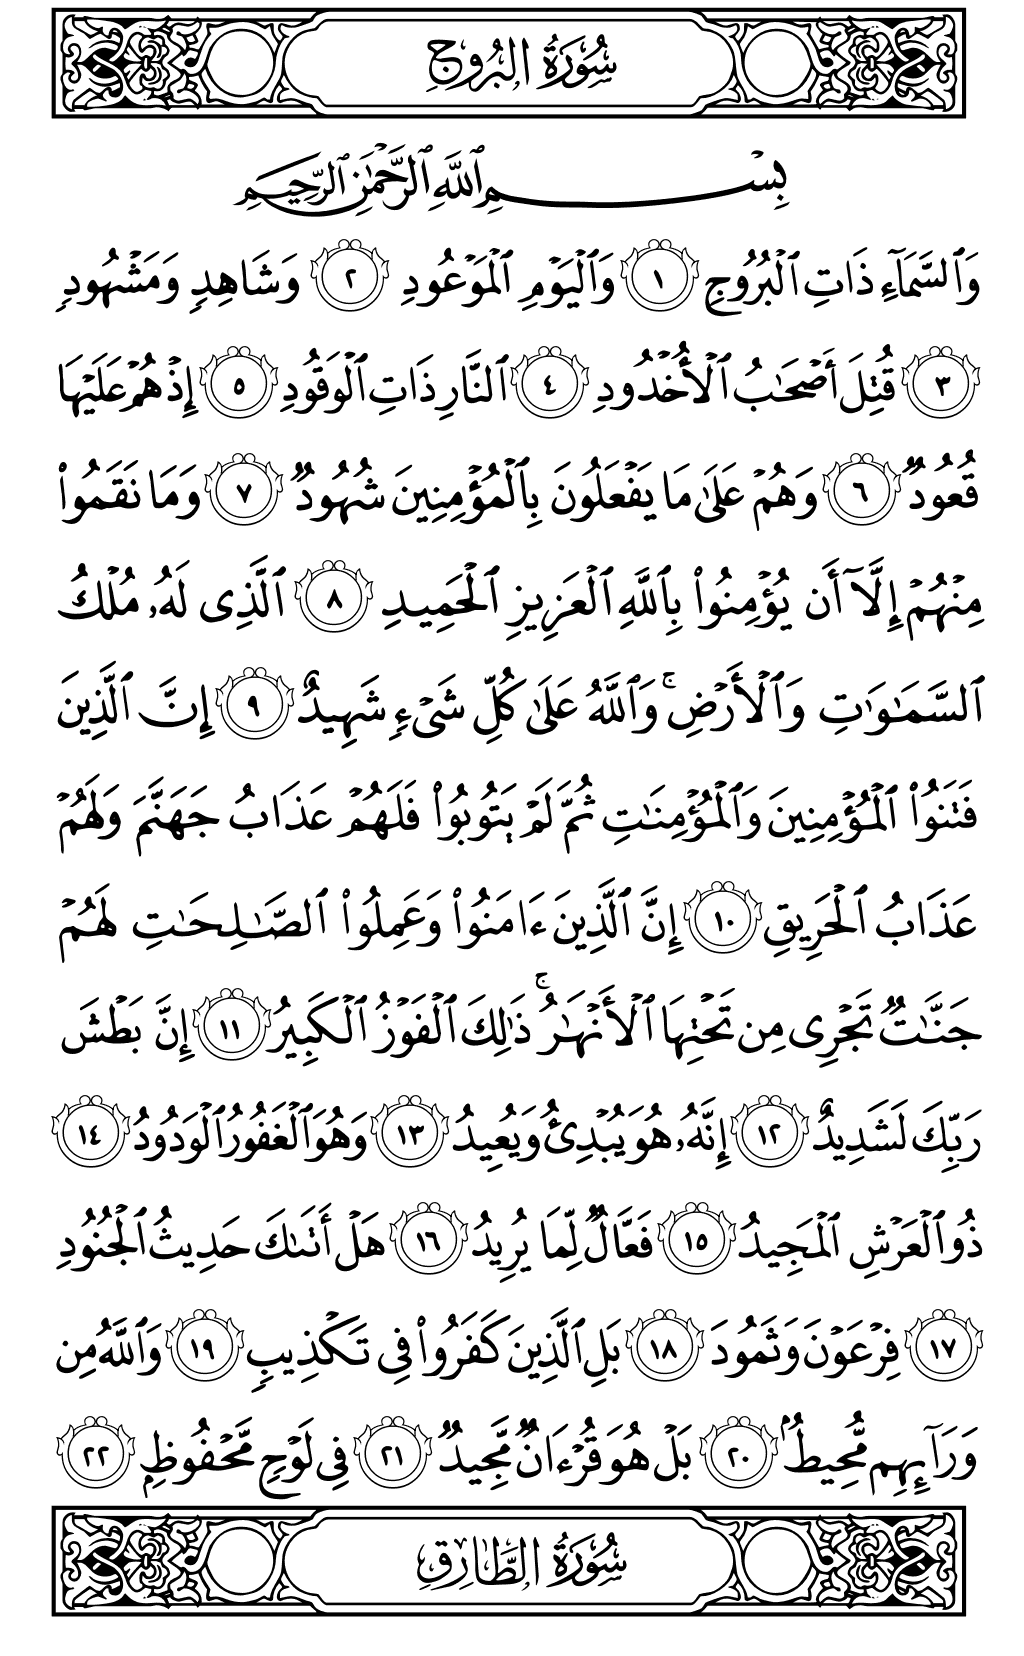 سُورَةُ البُرُوجِ
بِسْمِ ٱللَّهِ ٱلرَّحْمَٰنِ ٱلرَّحِيمِ
وَٱلسَّمَآءِ ذَاتِ ٱلْبُرُوجِ ١ وَٱلْيَوْمِ ٱلْمَوْعُودِ ٢ وَشَاهِدٍ وَمَشْهُودٍ
٣ قُتِلَ أَصْحَٰبُ ٱلْأُخْدُودِ ٤ ٱلنَّارِ ذَاتِ ٱلْوَقُودِ ٥ إِذْ هُمْ عَلَيْهَا
قُعُودٌ ٦ وَهُمْ عَلَىٰ مَا يَفْعَلُونَ بِٱلْمُؤْمِنِينَ شُهُودٌ ٧ وَمَا نَقَمُوا۟
مِنْهُمْ إِلَّآ أَن يُؤْمِنُوا۟ بِٱللَّهِ ٱلْعَزِيزِ ٱلْحَمِيدِ ٨ ٱلَّذِى لَهُۥ مُلْكُ
ٱلسَّمَٰوَٰتِ وَٱلْأَرْضِ ۚ وَٱللَّهُ عَلَىٰ كُلِّ شَىْءٍ شَهِيدٌ ٩ إِنَّ ٱلَّذِينَ
فَتَنُوا۟ ٱلْمُؤْمِنِينَ وَٱلْمُؤْمِنَٰتِ ثُمَّ لَمْ يَتُوبُوا۟ فَلَهُمْ عَذَابُ جَهَنَّمَ وَلَهُمْ
عَذَابُ ٱلْحَرِيقِ ١٠ إِنَّ ٱلَّذِينَ ءَامَنُوا۟ وَعَمِلُوا۟ ٱلصَّٰلِحَٰتِ لَهُمْ
جَنَّٰتٌ تَجْرِى مِن تَحْتِهَا ٱلْأَنْهَٰرُ ۚ ذَٰلِكَ ٱلْفَوْزُ ٱلْكَبِيرُ ١١ إِنَّ بَطْشَ
رَبِّكَ لَشَدِيدٌ ١٢ إِنَّهُۥ هُوَ يُبْدِئُ وَيُعِيدُ ١٣ وَهُوَ ٱلْغَفُورُ ٱلْوَدُودُ ١٤
ذُو ٱلْعَرْشِ ٱلْمَجِيدُ ١٥ فَعَّالٌ لِّمَا يُرِيدُ ١٦ هَلْ أَتَىٰكَ حَدِيثُ ٱلْجُنُودِ
١٧ فِرْعَوْنَ وَثَمُودَ ١٨ بَلِ ٱلَّذِينَ كَفَرُوا۟ فِى تَكْذِيبٍ ١٩ وَٱللَّهُ مِن
وَرَآئِهِم مُّحِيطٌۢ ٢٠ بَلْ هُوَ قُرْءَانٌ مَّجِيدٌ ٢١ فِى لَوْحٍ مَّحْفُوظٍۭ ٢٢
سُورَةُ الطَّارِقِ